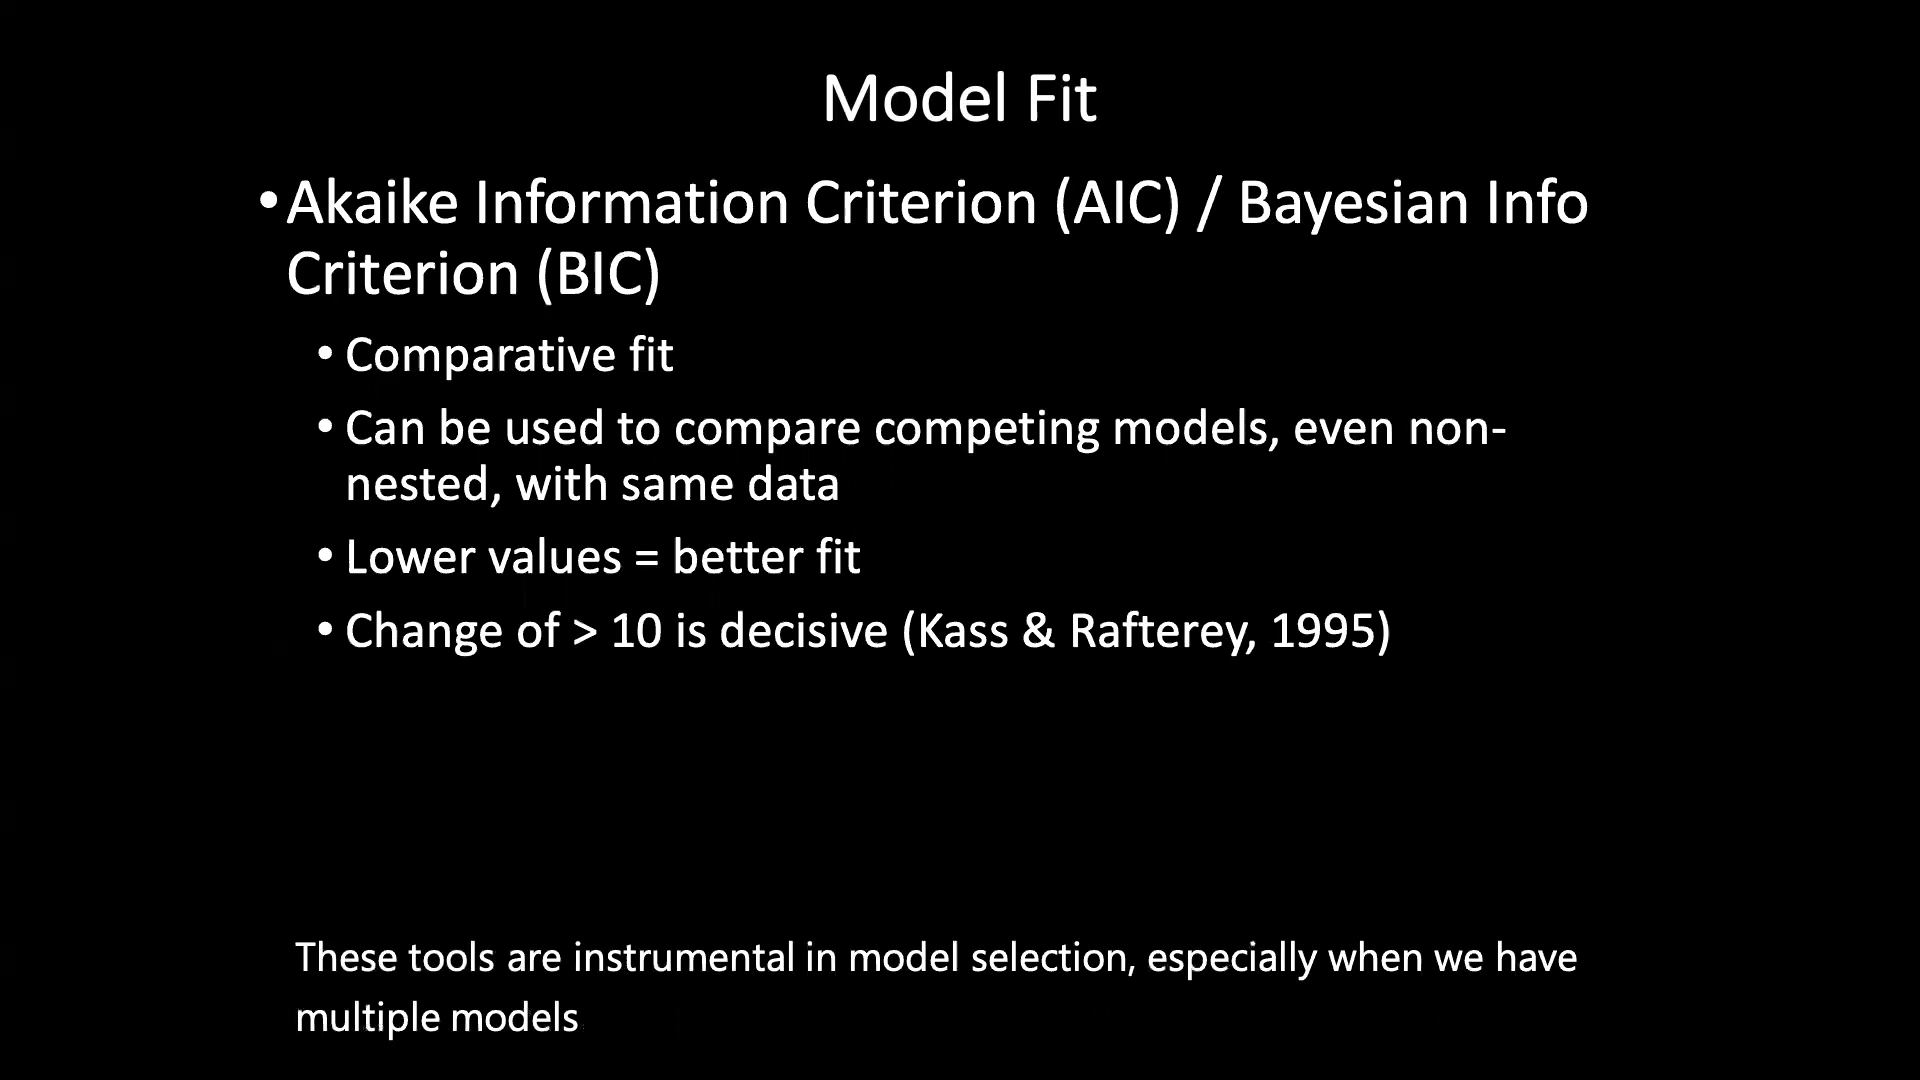 Model Fit
•Akaike Information Criterion (AIC) / Bayesian Info
Criterion (BIC)
• Comparative fit
• Can be used to compare competing models, even non-
nested, with same data
• Lower values = better fit
• Change of > 10 is decisive (Kass & Rafterey, 1995)
These tools are instrumental in model selection, especially when we have
multiple models